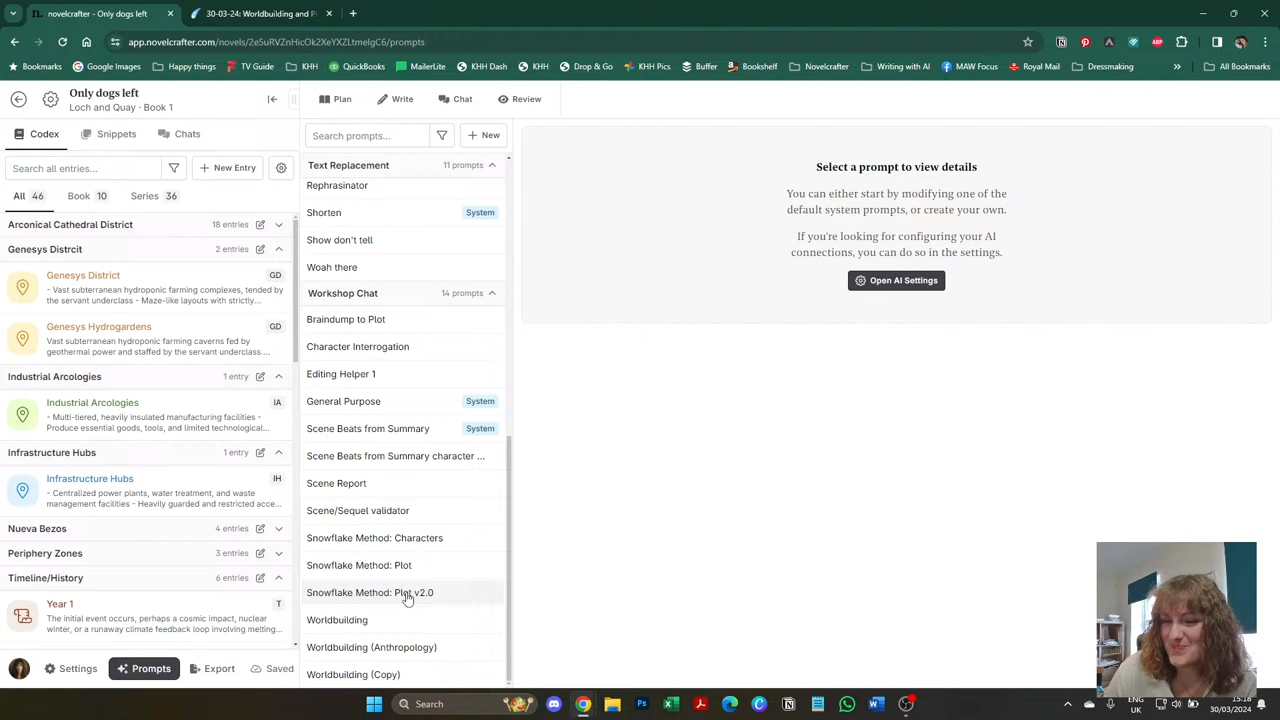 novelcrafter - Only dogs left
30-03-24: Worldbuilding and P
app.novelcrafter.com/novels/2e5uRVZnHicOk2XeYXZLtmelgC6/prompts
Bookmarks Google Images Happy things TV Guide KHH QuickBooks MailerLite KHH Dash KHH Drop & Go KHH Pics Buffer Bookshelf Novelcrafter Writing with AI MAW Focus Royal Mail Dressmaking All Bookmarks
Only dogs left
Loch and Quay - Book 1
Codex Snippets Chats
Search all entries...
New Entry
All 46 Book 10 Series 36
Arconical Cathedral District 18 entries
Genesys Distrcit 2 entries
Genesys District GD
- Vast subterranean hydroponic farming complexes, tended by
the servant underclass - Maze-like layouts with strictly...
Genesys Hydrogardens GD
Vast subterranean hydroponic farming caverns fed by
geothermal power and staffed by the servant underclass....
Industrial Arcologies 1 entry
Industrial Arcologies IA
- Multi-tiered, heavily insulated manufacturing facilities -
Produce essential goods, tools, and limited technological...
Infrastructure Hubs 1 entry
Infrastructure Hubs IH
- Centralized power plants, water treatment, and waste
management facilities - Heavily guarded and restricted acce...
Nueva Bezos 4 entries
Periphery Zones 3 entries
Timeline/History 6 entries
Year 1 T
The initial event occurs, perhaps a cosmic impact, nuclear
winter, or a runaway climate feedback loop involving melting...
Settings Prompts Export Saved
Plan Write Chat Review
Search prompts...
New
Text Replacement 11 prompts
Rephrasinator
Shorten System
Show don't tell
Woah there
Workshop Chat 14 prompts
Braindump to Plot
Character Interrogation
Editing Helper 1
General Purpose System
Scene Beats from Summary System
Scene Beats from Summary character ...
Scene Report
Scene/Sequel validator
Snowflake Method: Characters
Snowflake Method: Plot
Snowflake Method: Plot v2.0
Worldbuilding
Worldbuilding (Anthropology)
Worldbuilding (Copy)
Select a prompt to view details
You can either start by modifying one of the
default system prompts, or create your own.
If you're looking for configuring your AI
connections, you can do so in the settings.
Open AI Settings
Search
ENG
UK
15:18
30/03/2024